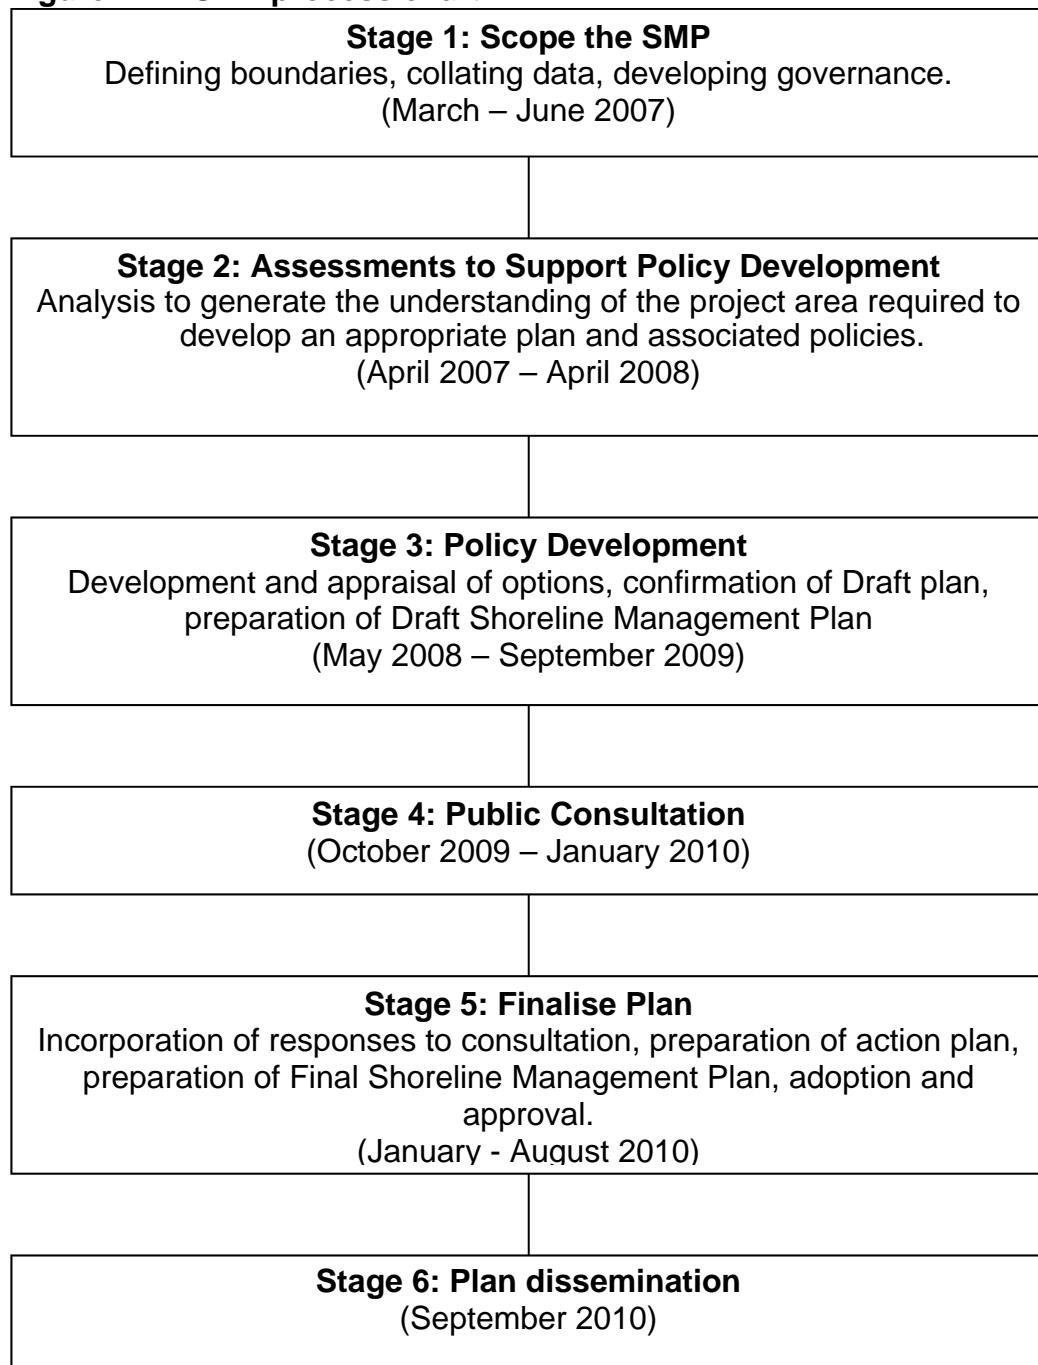 Stage 1: Scope the SMP
Defining boundaries, collating data, developing governance.
(March – June 2007)
Stage 2: Assessments to Support Policy Development
Analysis to generate the understanding of the project area required to
develop an appropriate plan and associated policies.
(April 2007 – April 2008)
Stage 3: Policy Development
Development and appraisal of options, confirmation of Draft plan,
preparation of Draft Shoreline Management Plan
(May 2008 – September 2009)
Stage 4: Public Consultation
(October 2009 – January 2010)
Stage 5: Finalise Plan
Incorporation of responses to consultation, preparation of action plan,
preparation of Final Shoreline Management Plan, adoption and
approval.
(January - August 2010)
Stage 6: Plan dissemination
(September 2010)